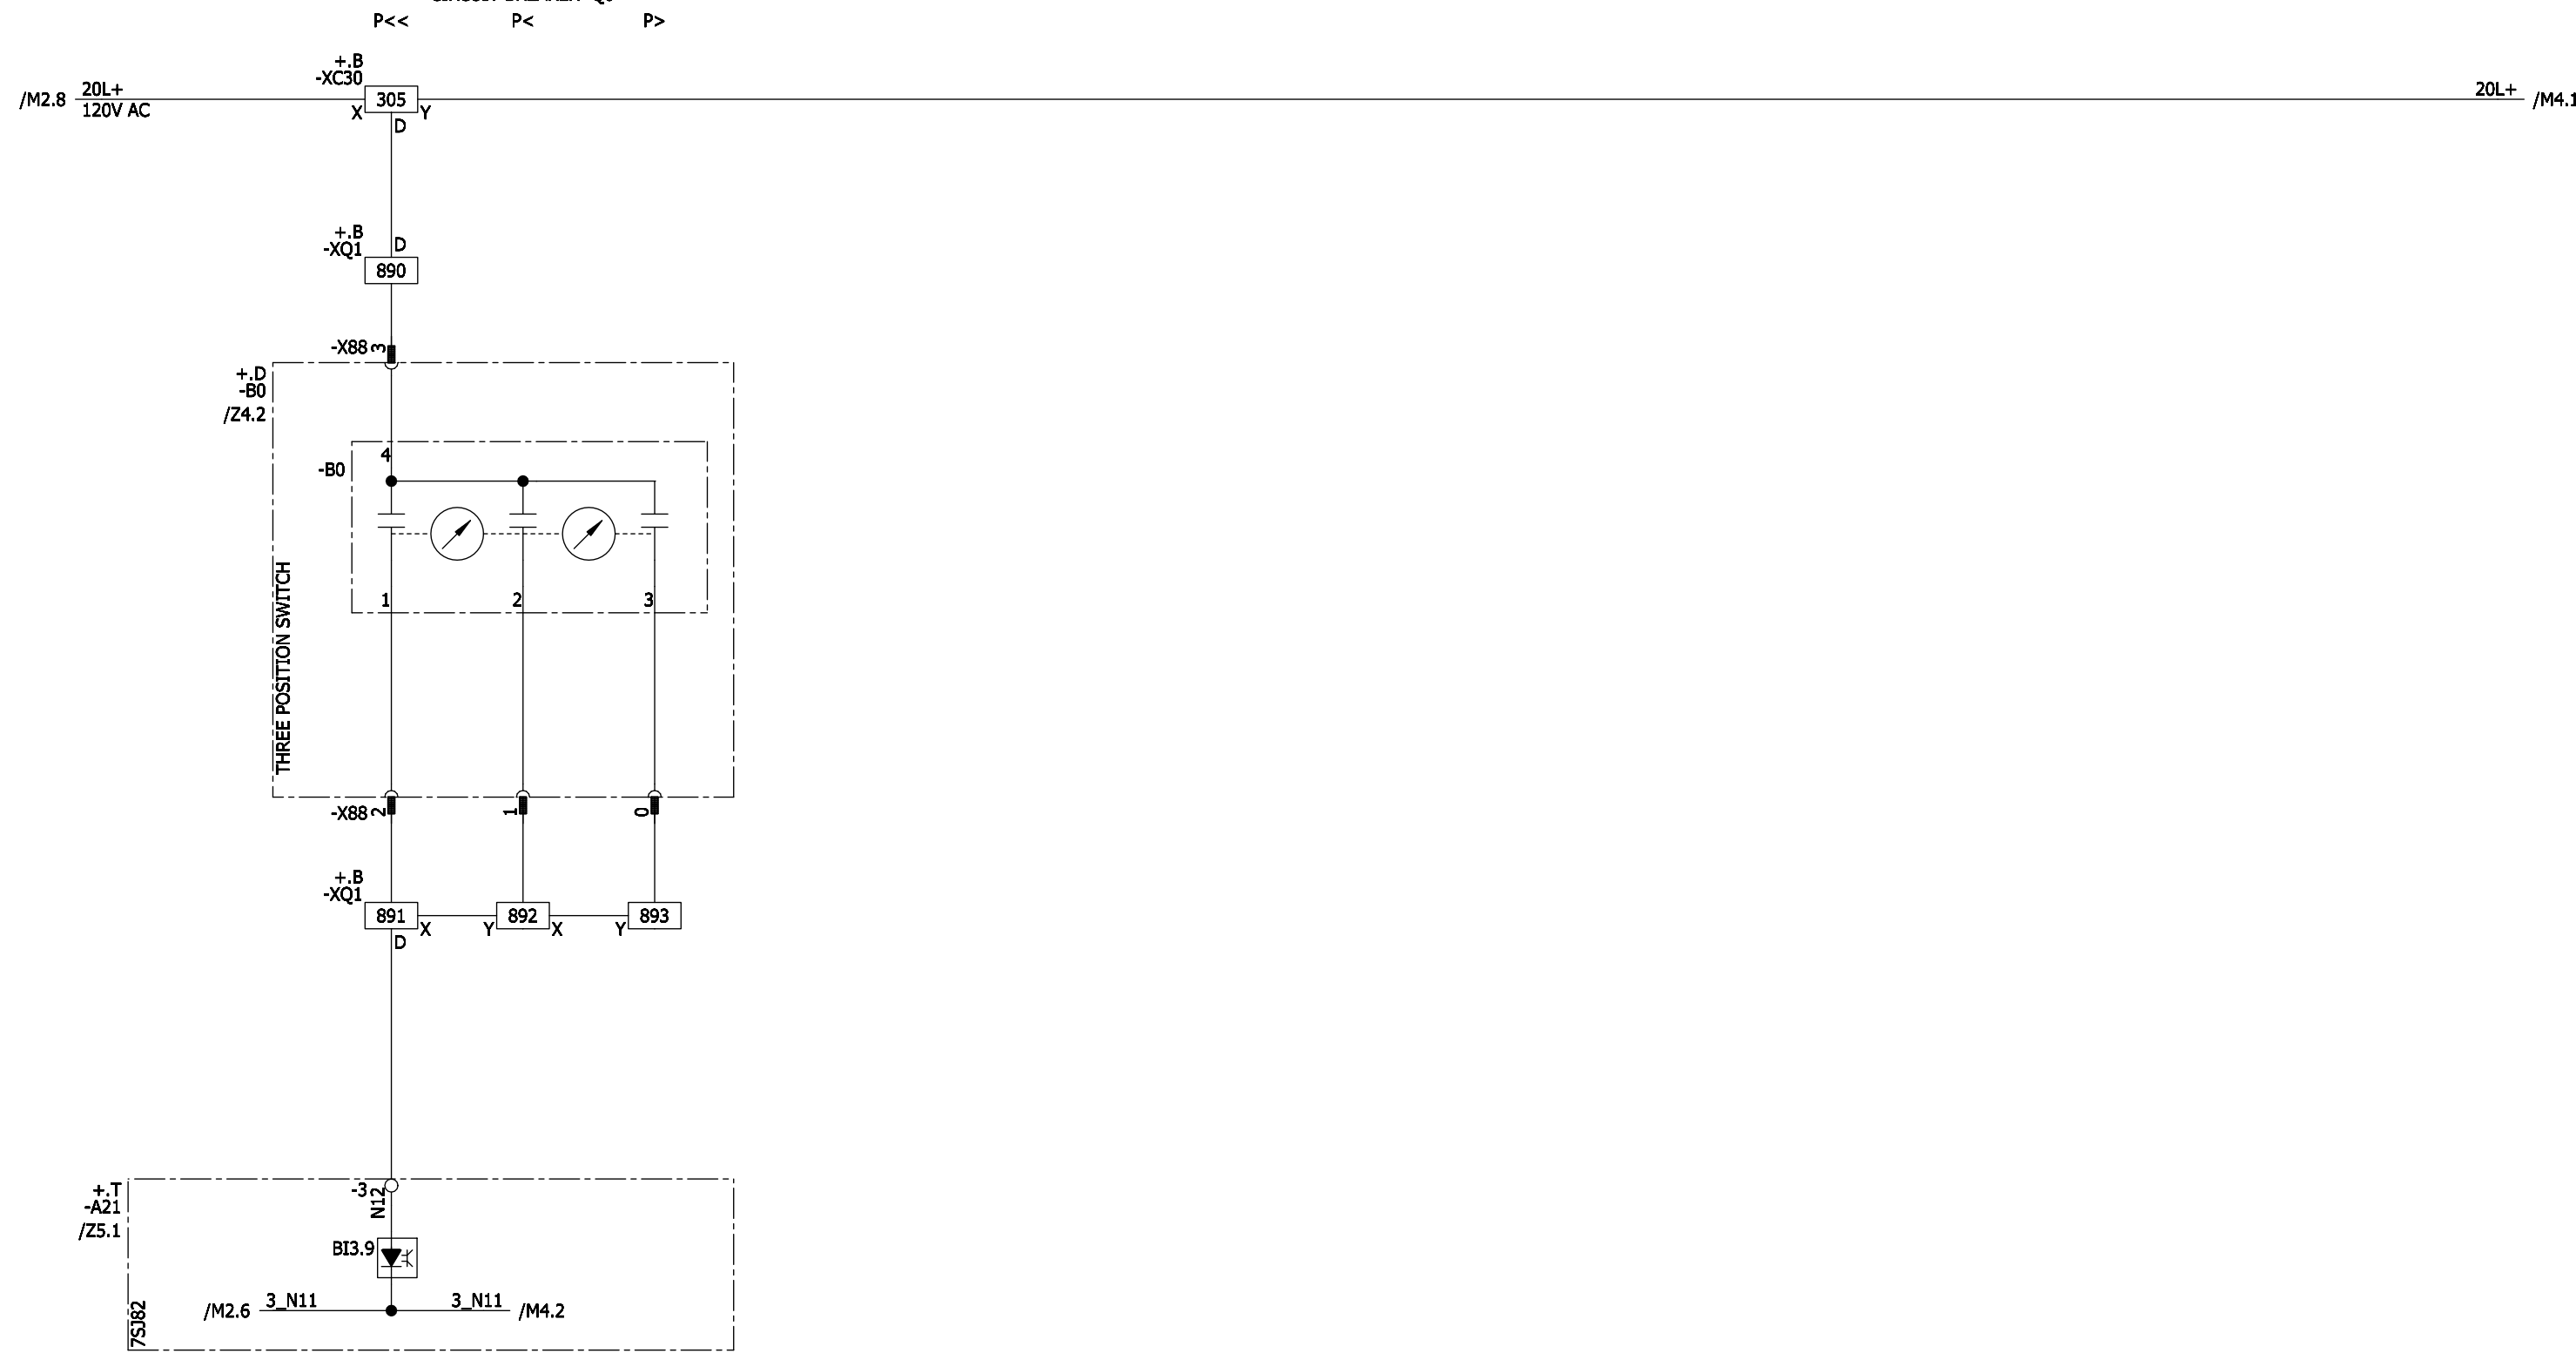 P<< P< P>
+.B
-XC30
/M2.8 20L+ 305 20L+ /M4.1
120V AC X Y
D
+.B
-XQ1 D
890
-X88 3
+.D
-B0
/Z4.2
4
-B0
1 2 3
THREE POSITION SWITCH
-X88 2 1 0
+.B
-XQ1
891 892 893
X Y X Y
D
+.T
-A21
/Z5.1
-3 N12
BI3.9
/M2.6 3_N11 3_N11 /M4.2
7SJ82